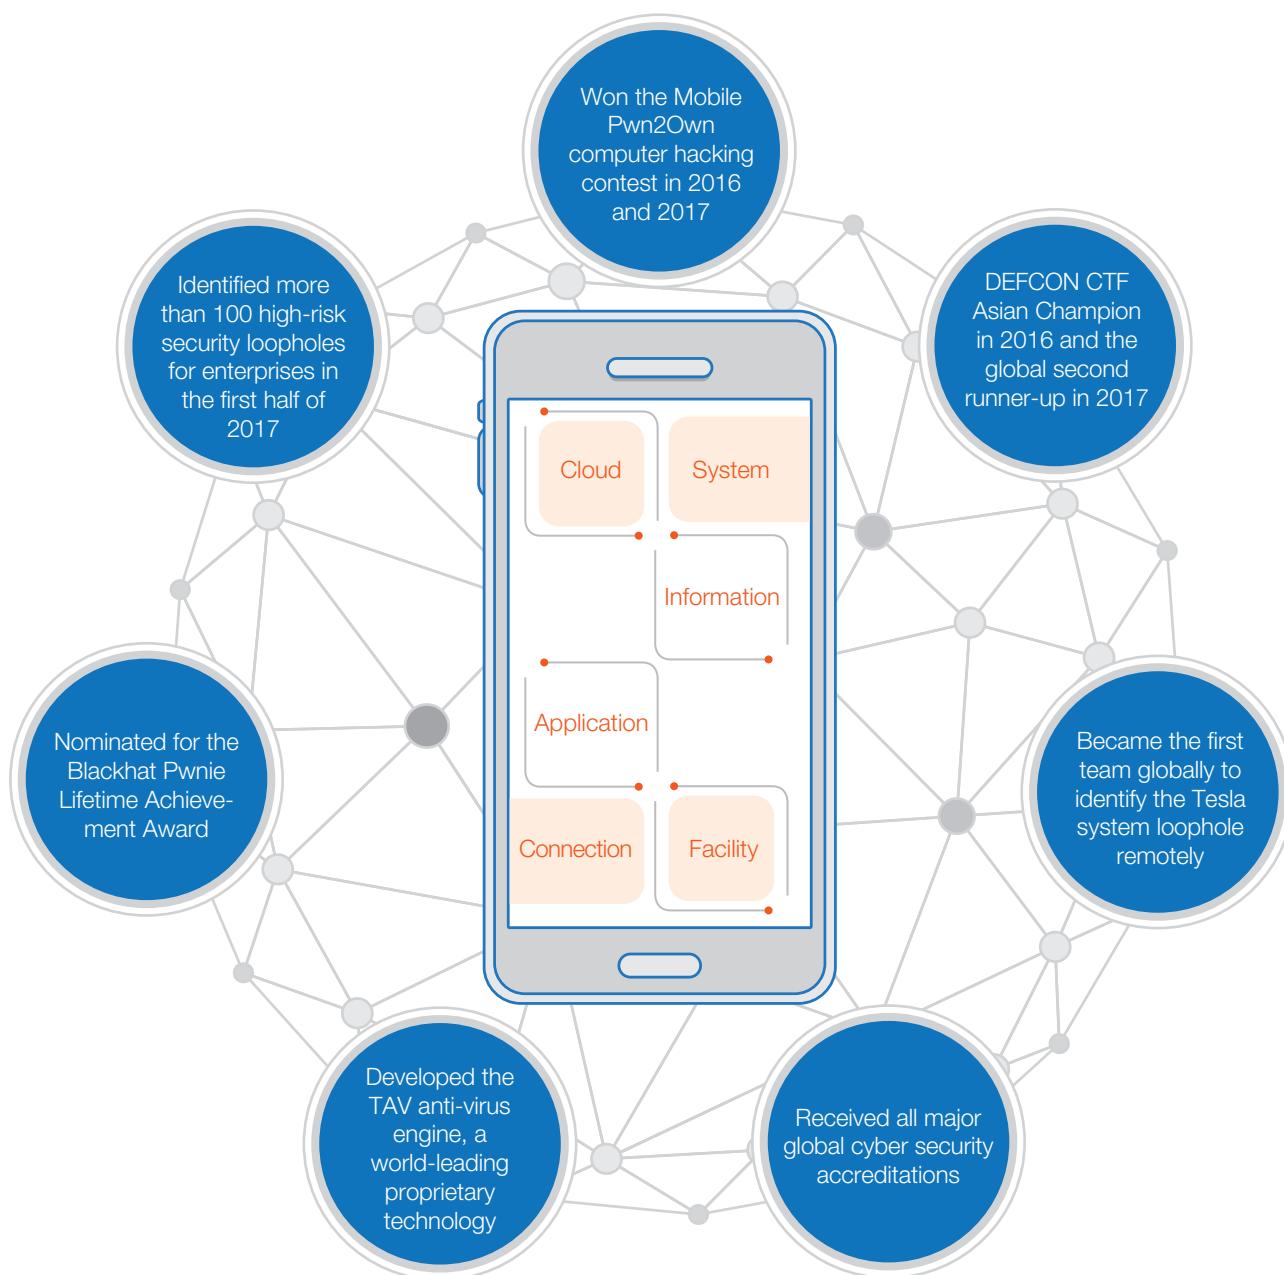 Won the Mobile
Pwn2Own
computer hacking
contest in 2016
and 2017
Identified more
than 100 high-risk
security loopholes
for enterprises in
the first half of
2017
DEFCON CTF
Asian Champion
in 2016 and the
global second
runner-up in 2017
Cloud
System
Information
Application
Connection
Facility
Nominated for the
Blackhat Pwnie
Lifetime Achieve-
ment Award
Became the first
team globally to
identify the Tesla
system loophole
remotely
Developed the
TAV anti-virus
engine, a
world-leading
proprietary
technology
Received all major
global cyber security
accreditations